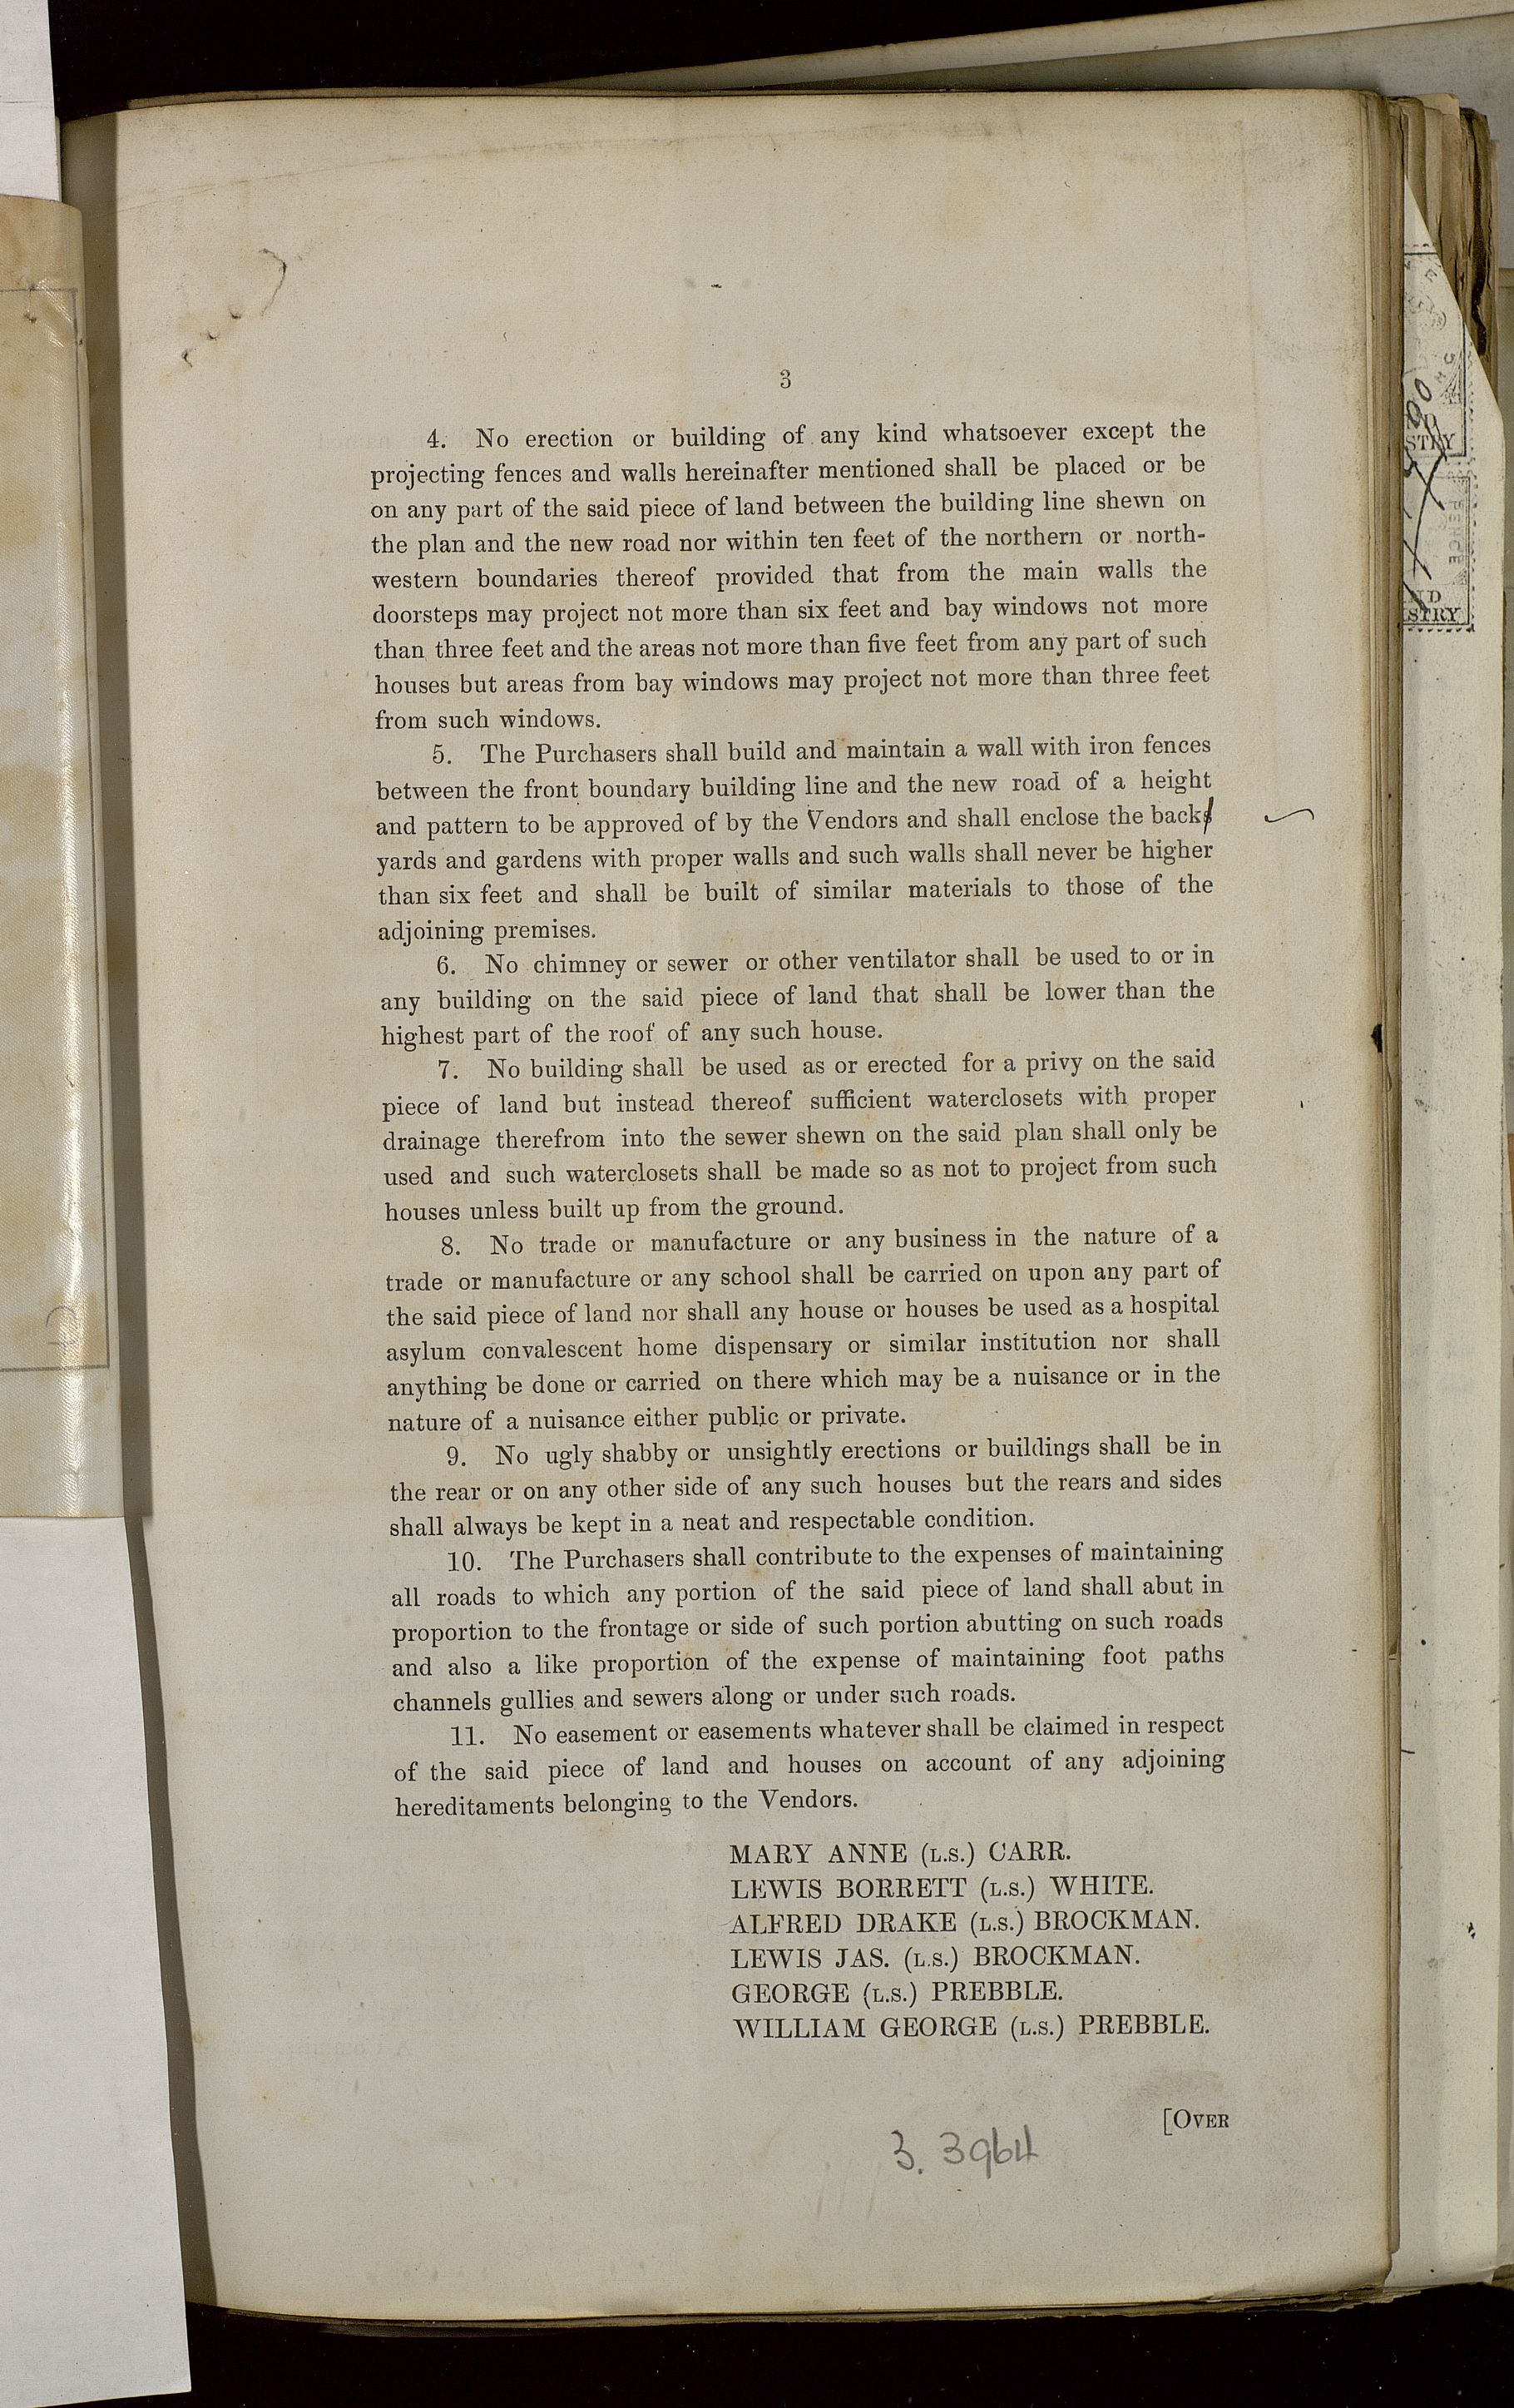 3
4. No erection or building of any kind whatsoever except the
projecting fences and walls hereinafter mentioned shall be placed or be
on any part of the said piece of land between the building line shewn on
the plan and the new road nor within ten feet of the northern or north-
western boundaries thereof provided that from the main walls the
doorsteps may project not more than six feet and bay windows not more
than three feet and the areas not more than five feet from any part of such
houses but areas from bay windows may project not more than three feet
from such windows.
5. The Purchasers shall build and maintain a wall with iron fences
between the front boundary building line and the new road of a height
and pattern to be approved of by the Vendors and shall enclose the backs
yards and gardens with proper walls and such walls shall never be higher
than six feet and shall be built of similar materials to those of the
adjoining premises.
6. No chimney or sewer or other ventilator shall be used to or in
any building on the said piece of land that shall be lower than the
highest part of the roof of any such house.
7. No building shall be used as or erected for a privy on the said
piece of land but instead thereof sufficient waterclosets with proper
drainage therefrom into the sewer shewn on the said plan shall only be
used and such waterclosets shall be made so as not to project from such
houses unless built up from the ground.
8. No trade or manufacture or any business in the nature of a
trade or manufacture or any school shall be carried on upon any part of
the said piece of land nor shall any house or houses be used as a hospital
asylum convalescent home dispensary or similar institution nor shall
anything be done or carried on there which may be a nuisance or in the
nature of a nuisance either public or private.
9. No ugly shabby or unsightly erections or buildings shall be in
the rear or on any other side of any such houses but the rears and sides
shall always be kept in a neat and respectable condition.
10. The Purchasers shall contribute to the expenses of maintaining
all roads to which any portion of the said piece of land shall abut in
proportion to the frontage or side of such portion abutting on such roads
and also a like proportion of the expense of maintaining foot paths
channels gullies and sewers along or under such roads.
11. No easement or easements whatever shall be claimed in respect
of the said piece of land and houses on account of any adjoining
hereditaments belonging to the Vendors.
MARY ANNE (L.S.) CARR.
LEWIS BORRETT (L.S.) WHITE.
ALFRED DRAKE (L.S.) BROCKMAN.
LEWIS JAS. (L.S.) BROCKMAN.
GEORGE (L.S.) PREBBLE.
WILLIAM GEORGE (L.S.) PREBBLE.
[OVER
3. 3964